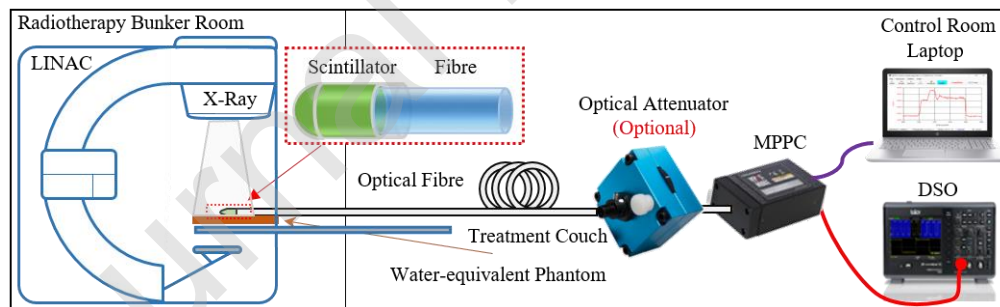 Radiotherapy Bunker Room
LINAC
X-Ray
Scintillator Fibre
Optical Attenuator
(Optional)
Control Room
Laptop
MPPC
Optical Fibre
DSO
Treatment Couch
Water-equivalent Phantom